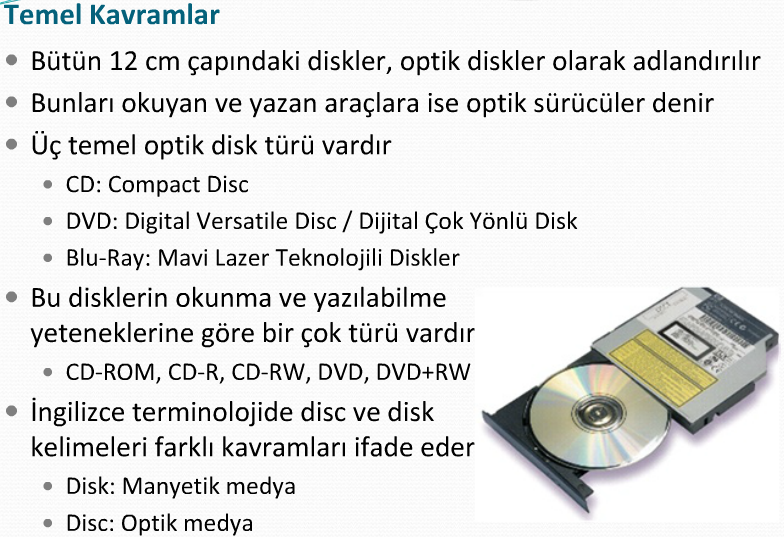 Temel Kavramlar
• Bütün 12 cm çapındaki diskler, optik diskler olarak adlandırılır
• Bunları okuyan ve yazan araçlara ise optik sürücüler denir
• Üç temel optik disk türü vardır
• CD: Compact Disc
• DVD: Digital Versatile Disc / Dijital Çok Yönlü Disk
• Blu-Ray: Mavi Lazer Teknolojili Diskler
• Bu disklerin okunma ve yazılabilme
yeteneklerine göre bir çok türü vardır
• CD-ROM, CD-R, CD-RW, DVD, DVD+RW
• İngilizce terminolojide disc ve disk
kelimeleri farklı kavramları ifade eder
• Disk: Manyetik medya
• Disc: Optik medya